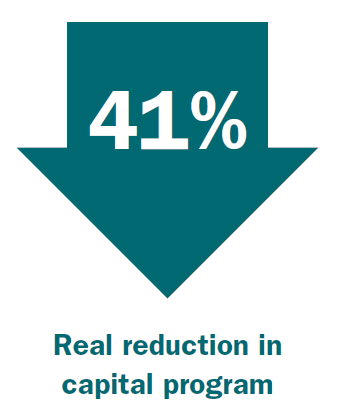 41%
Real reduction in
capital program